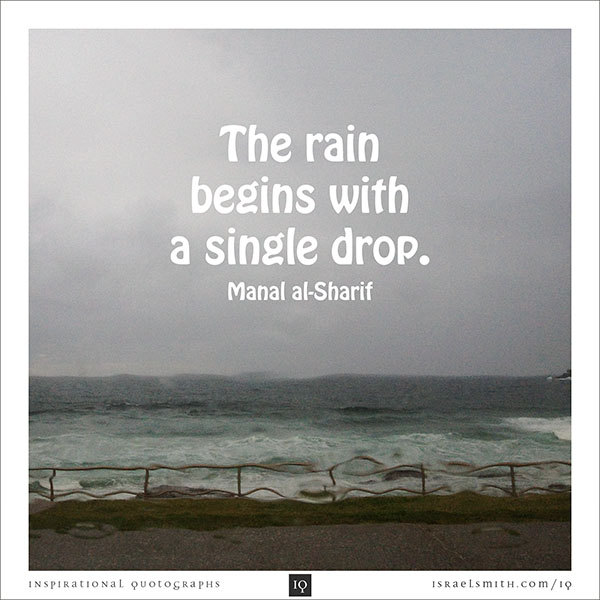 The rain
begins with
a single drop.
Manal al-Sharif
INSPIRATIONAL QUOTOGRAPHS
IQ
ISRAELSMITH.COM/IQ